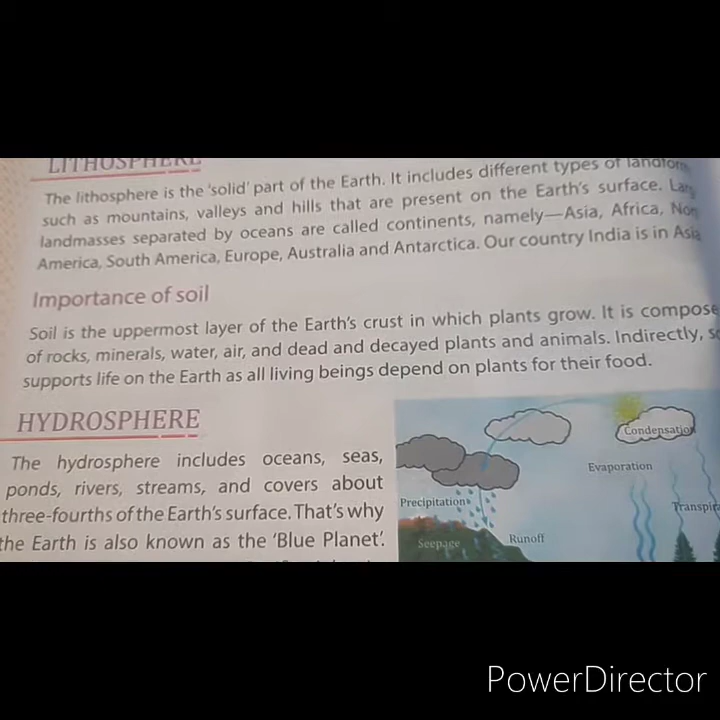 LITHOSPHERE
The lithosphere is the 'solid' part of the Earth. It includes different types of
such as mountains, valleys and hills that are present on the Earth's surface.
landmasses separated by oceans are called continents, namely—Asia, Africa,
America, South America, Europe, Australia and Antarctica. Our country India is in Asia
Importance of soil
Soil is the uppermost layer of the Earth's crust in which plants grow. It is
of rocks, minerals, water, air, and dead and decayed plants and animals. Indirectly,
supports life on the Earth as all living beings depend on plants for their food.
HYDROSPHERE
The hydrosphere includes oceans, seas,
ponds, rivers, streams, and covers about
three-fourths of the Earth's surface. That's why
the Earth is also known as the 'Blue Planet'.
Condensation
Evaporation
Precipitation
Seepage
Runoff
PowerDirector